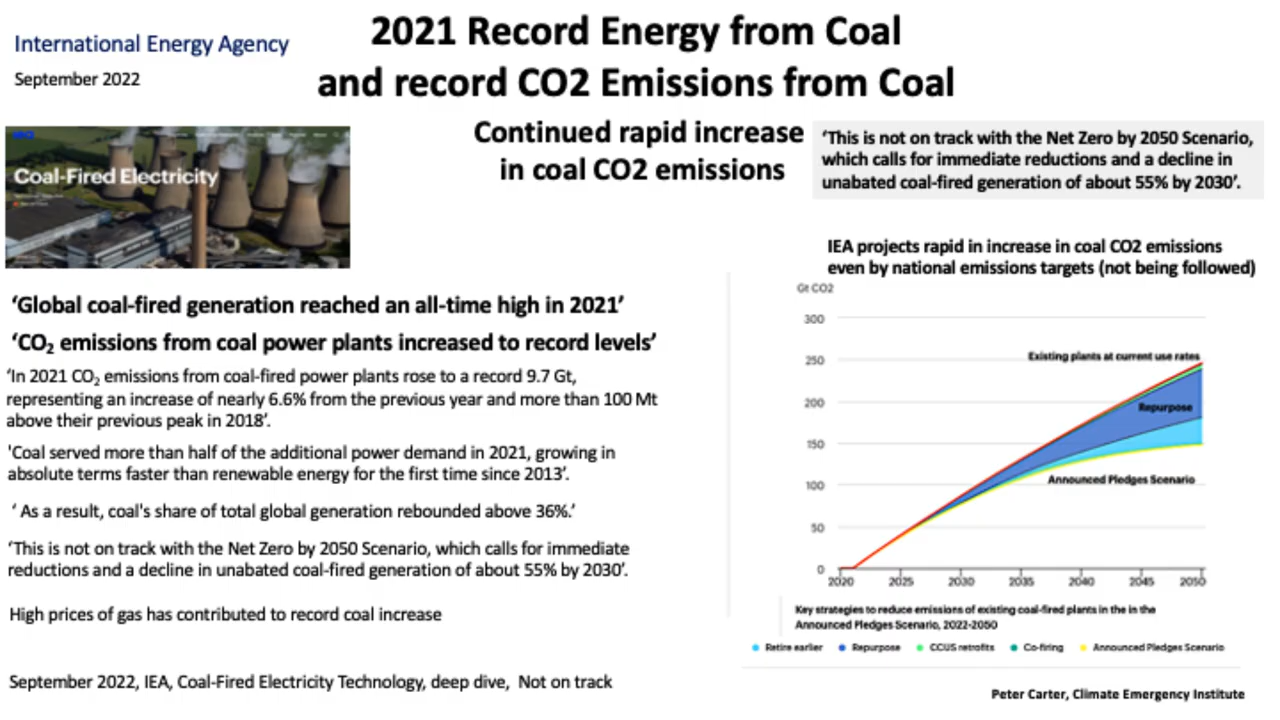 International Energy Agency
September 2022
2021 Record Energy from Coal
and record CO2 Emissions from Coal
Continued rapid increase
in coal CO2 emissions
'This is not on track with the Net Zero by 2050 Scenario,
which calls for immediate reductions and a decline in
unabated coal-fired generation of about 55% by 2030'.
Coal-Fired Electricity
'Global coal-fired generation reached an all-time high in 2021'
'CO₂ emissions from coal power plants increased to record levels'
'In 2021 CO₂ emissions from coal-fired power plants rose to a record 9.7 Gt,
representing an increase of nearly 6.6% from the previous year and more than 100 Mt
above their previous peak in 2018'.
'Coal served more than half of the additional power demand in 2021, growing in
absolute terms faster than renewable energy for the first time since 2013'.
' As a result, coal's share of total global generation rebounded above 36%.'
'This is not on track with the Net Zero by 2050 Scenario, which calls for immediate
reductions and a decline in unabated coal-fired generation of about 55% by 2030'.
High prices of gas has contributed to record coal increase
September 2022, IEA, Coal-Fired Electricity Technology, deep dive, Not on track
IEA projects rapid in increase in coal CO2 emissions
even by national emissions targets (not being followed)
Gt CO2
300
250
200
150
100
50
0
Existing plants at current use rates
Repurpose
Announced Pledges Scenario
2020 2025 2030 2035 2040 2045 2050
Key strategies to reduce emissions of existing coal-fired plants in the in the
Announced Pledges Scenario, 2022-2050
Retire earlier Repurpose CCUS retrofits Co-firing Announced Pledges Scenario
Peter Carter, Climate Emergency Institute